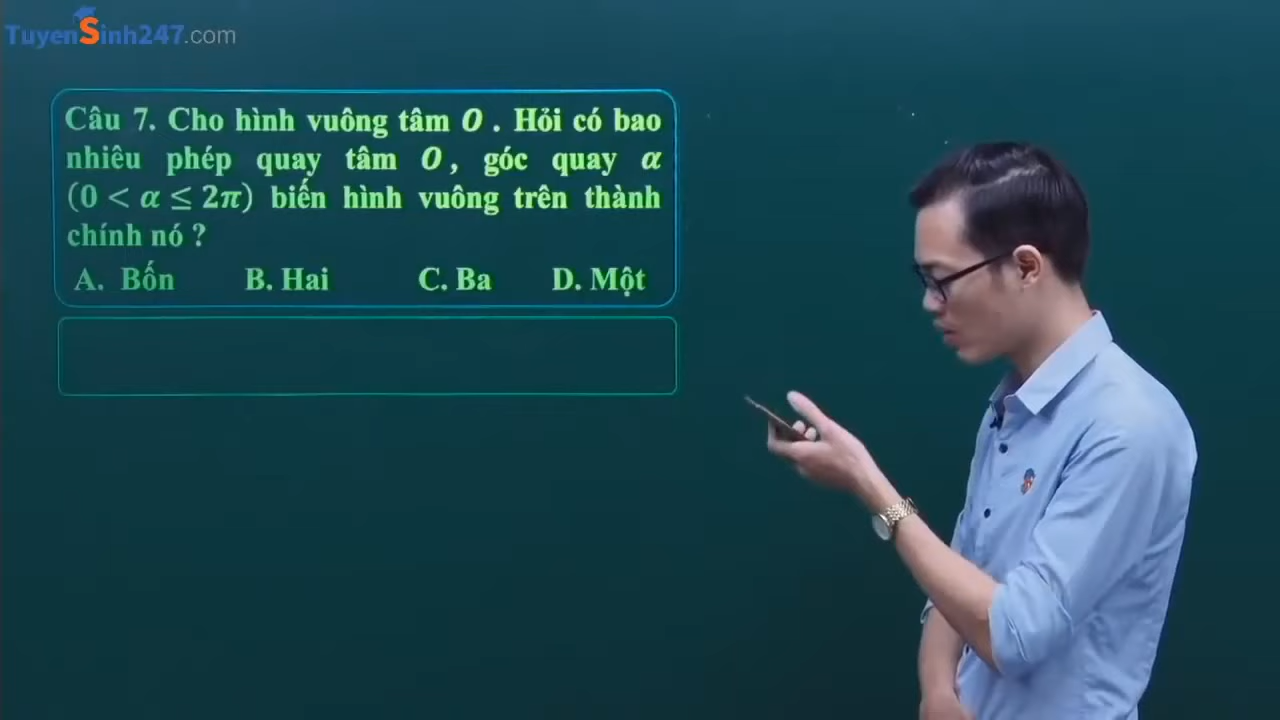 TuyenSinh247.com
Câu 7. Cho hình vuông tâm O . Hỏi có bao
nhiêu phép quay tâm O, góc quay α
(0 < α ≤ 2π) biến hình vuông trên thành
chính nó ?
A. Bốn B. Hai C. Ba D. Một